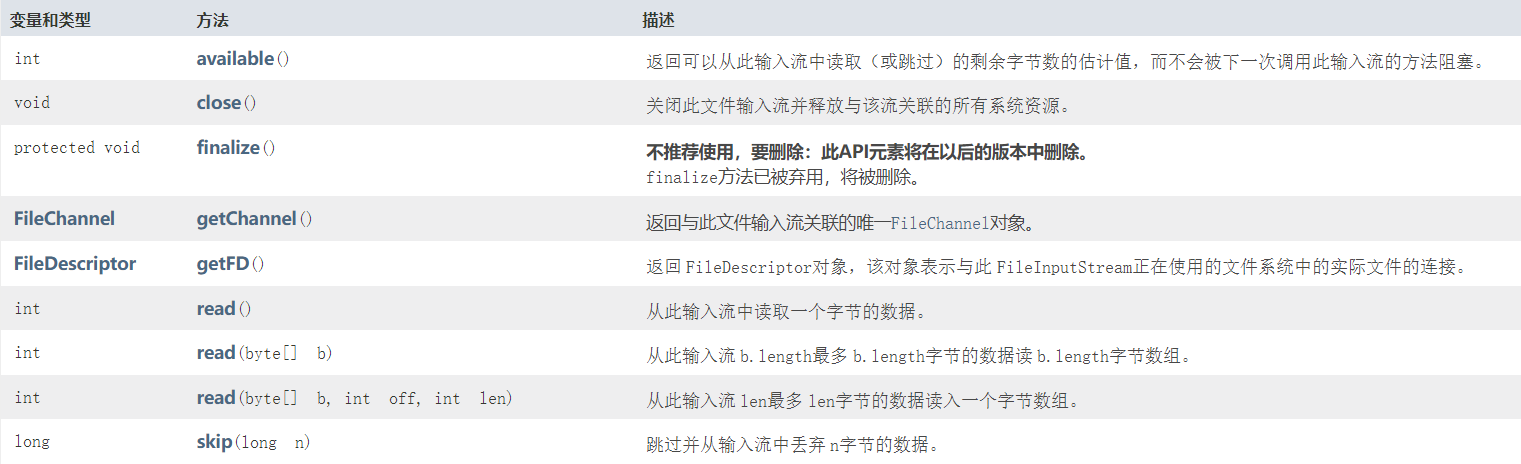 变量和类型 方法 描述
int available() 返回可以从此输入流中读取（或跳过）的剩余字节数的估计值，而不会被下一次调用此输入流的方法阻塞。
void close() 关闭此文件输入流并释放与该流关联的所有系统资源。
protected void finalize() 不推荐使用，要删除：此API元素将在以后的版本中删除。
finalize方法已被弃用，将被删除。
FileChannel getChannel() 返回与此文件输入流关联的唯一FileChannel对象。
FileDescriptor getFD() 返回 FileDescriptor对象，该对象表示与此 FileInputStream正在使用的文件系统中的实际文件的连接。
int read() 从此输入流中读取一个字节的数据。
int read(byte[] b) 从此输入流 b.length最多 b.length字节的数据读 b.length字节数组。
int read(byte[] b, int off, int len) 从此输入流 len最多 len字节的数据读入一个字节数组。
long skip(long n) 跳过并从输入流中丢弃 n字节的数据。